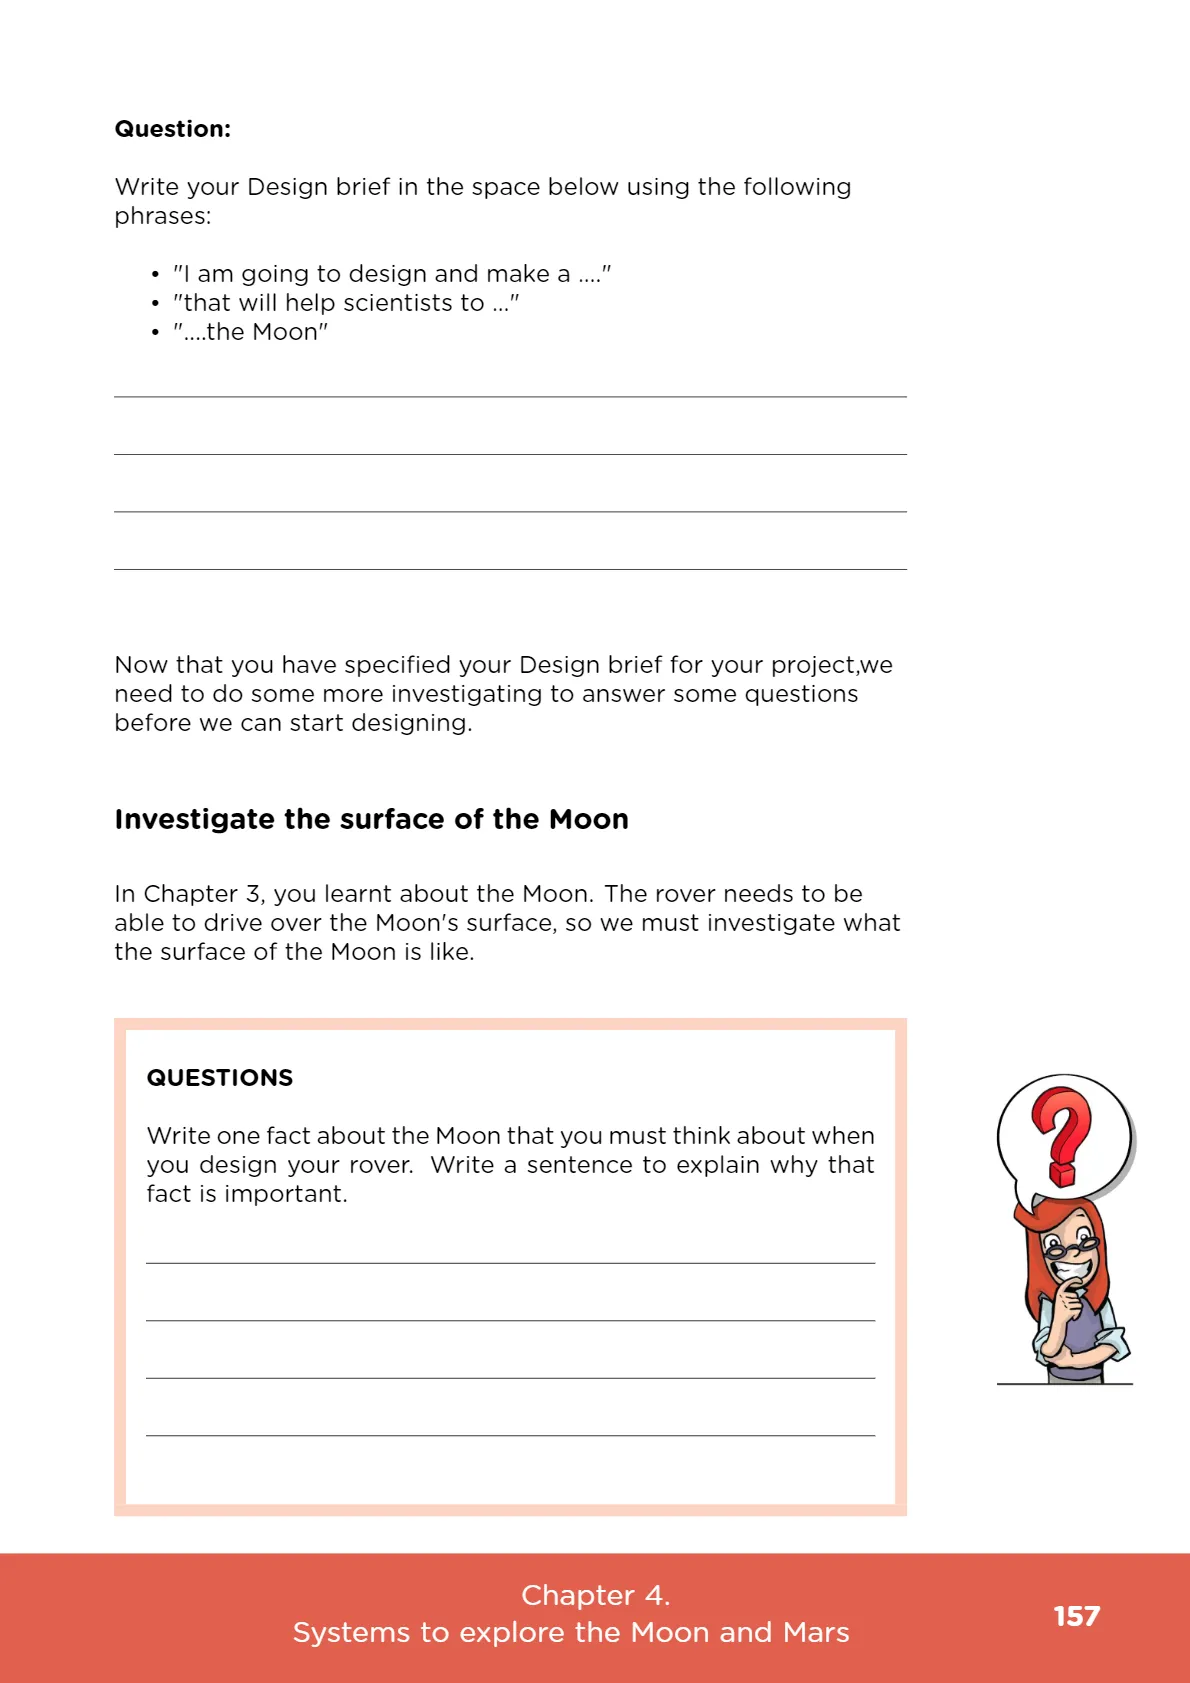 Question:
Write your Design brief in the space below using the following
phrases:
• "I am going to design and make a ...."
• "that will help scientists to ..."
• "....the Moon"
Now that you have specified your Design brief for your project,we
need to do some more investigating to answer some questions
before we can start designing.
Investigate the surface of the Moon
In Chapter 3, you learnt about the Moon. The rover needs to be
able to drive over the Moon's surface, so we must investigate what
the surface of the Moon is like.
QUESTIONS
Write one fact about the Moon that you must think about when
you design your rover. Write a sentence to explain why that
fact is important.
?
Chapter 4.
Systems to explore the Moon and Mars
157